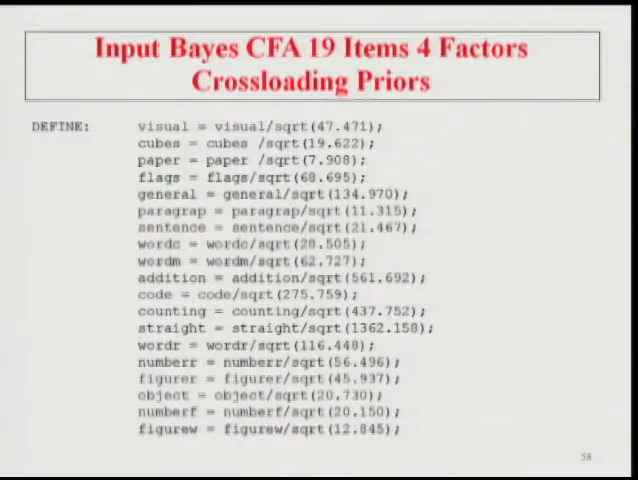 Input Bayes CFA 19 Items 4 Factors
Crossloading Priors
DEFINE: visual = visual/sqrt(47.471);
cubes = cubes /sqrt(19.622);
paper = paper /sqrt(7.908);
flags = flags/sqrt(68.695);
general = general/sqrt(134.970);
paragrap = paragrap/sqrt(11.315);
sentence = sentence/sqrt(21.467);
wordc = wordc/sqrt(28.505);
wordm = wordm/sqrt(62.727);
addition = addition/sqrt(561.692);
code = code/sqrt(275.759);
counting = counting/sqrt(437.752);
straight = straight/sqrt(1362.158);
wordr = wordr/sqrt(116.448);
numberr = numberr/sqrt(56.496);
figurer = figurer/sqrt(45.937);
object = object/sqrt(20.730);
numberf = numberf/sqrt(20.150);
figurew = figurew/sqrt(12.845);
58